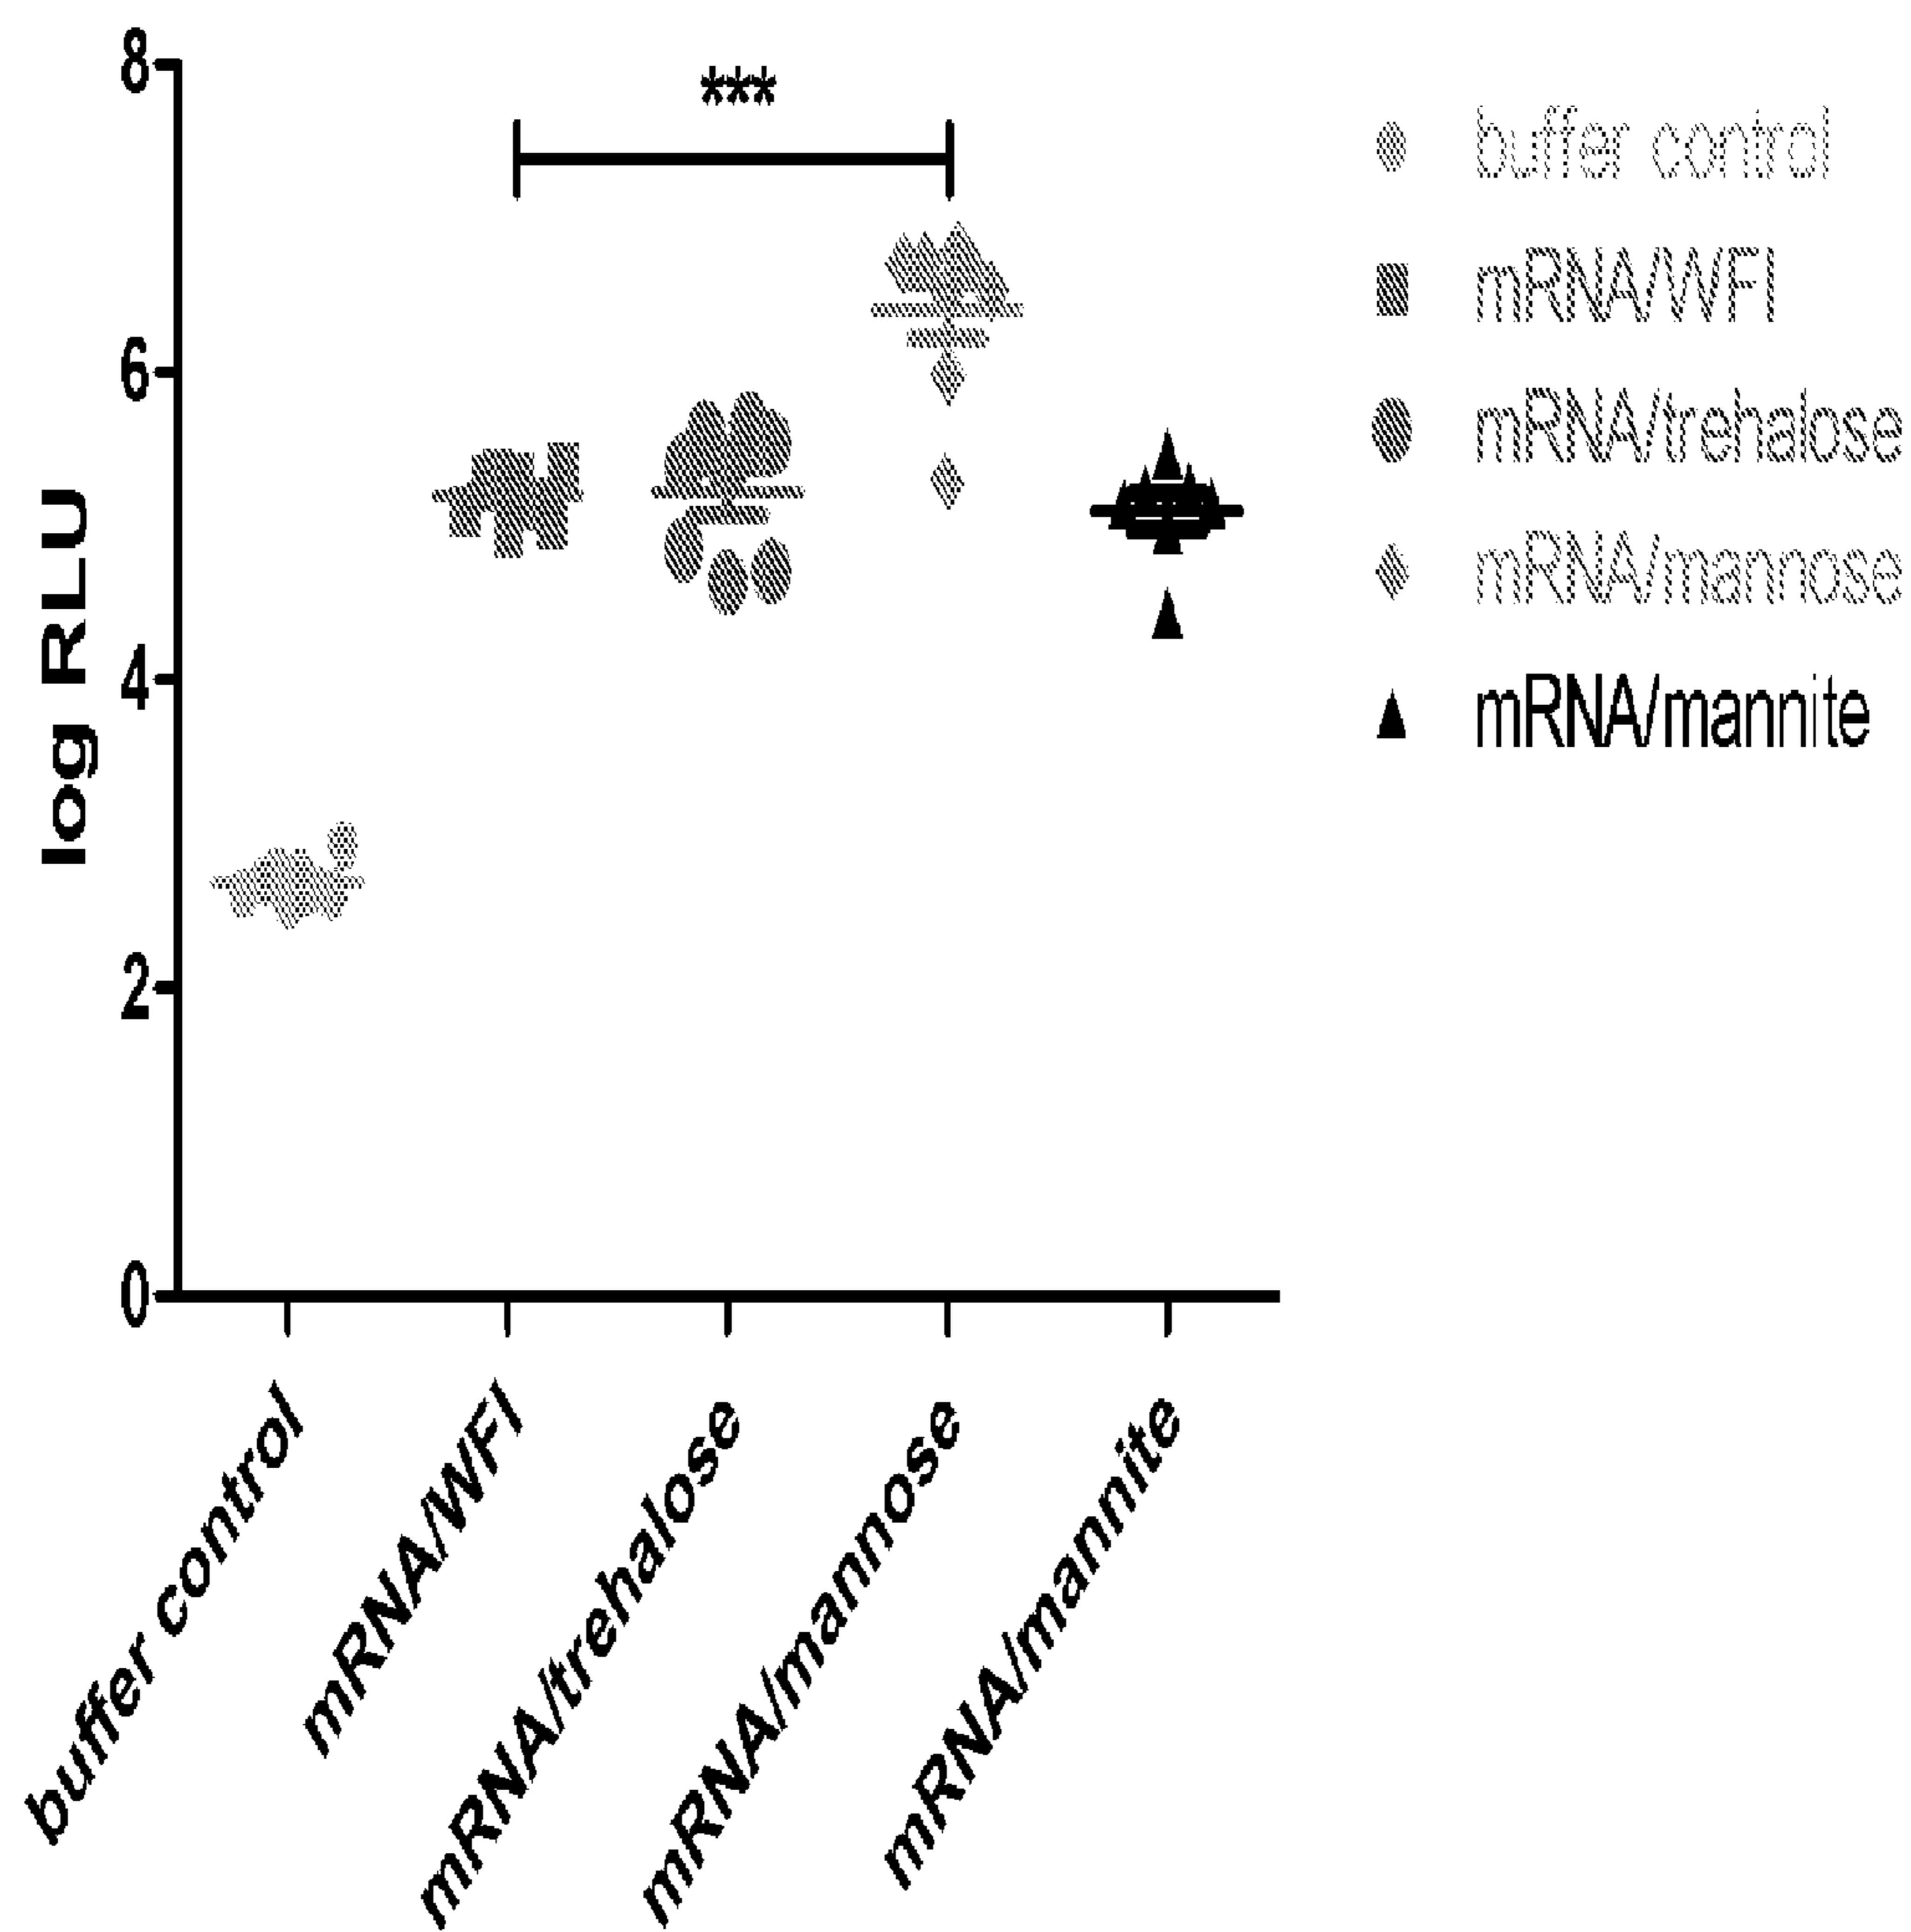 ***
8
6
4
2
0
log RLU
buffer control
mRNA/WFI
mRNA/trehalose
mRNA/mannose
mRNA/mannite
buffer control
mRNA/WFI
mRNA/trehalose
mRNA/mannose
mRNA/mannite